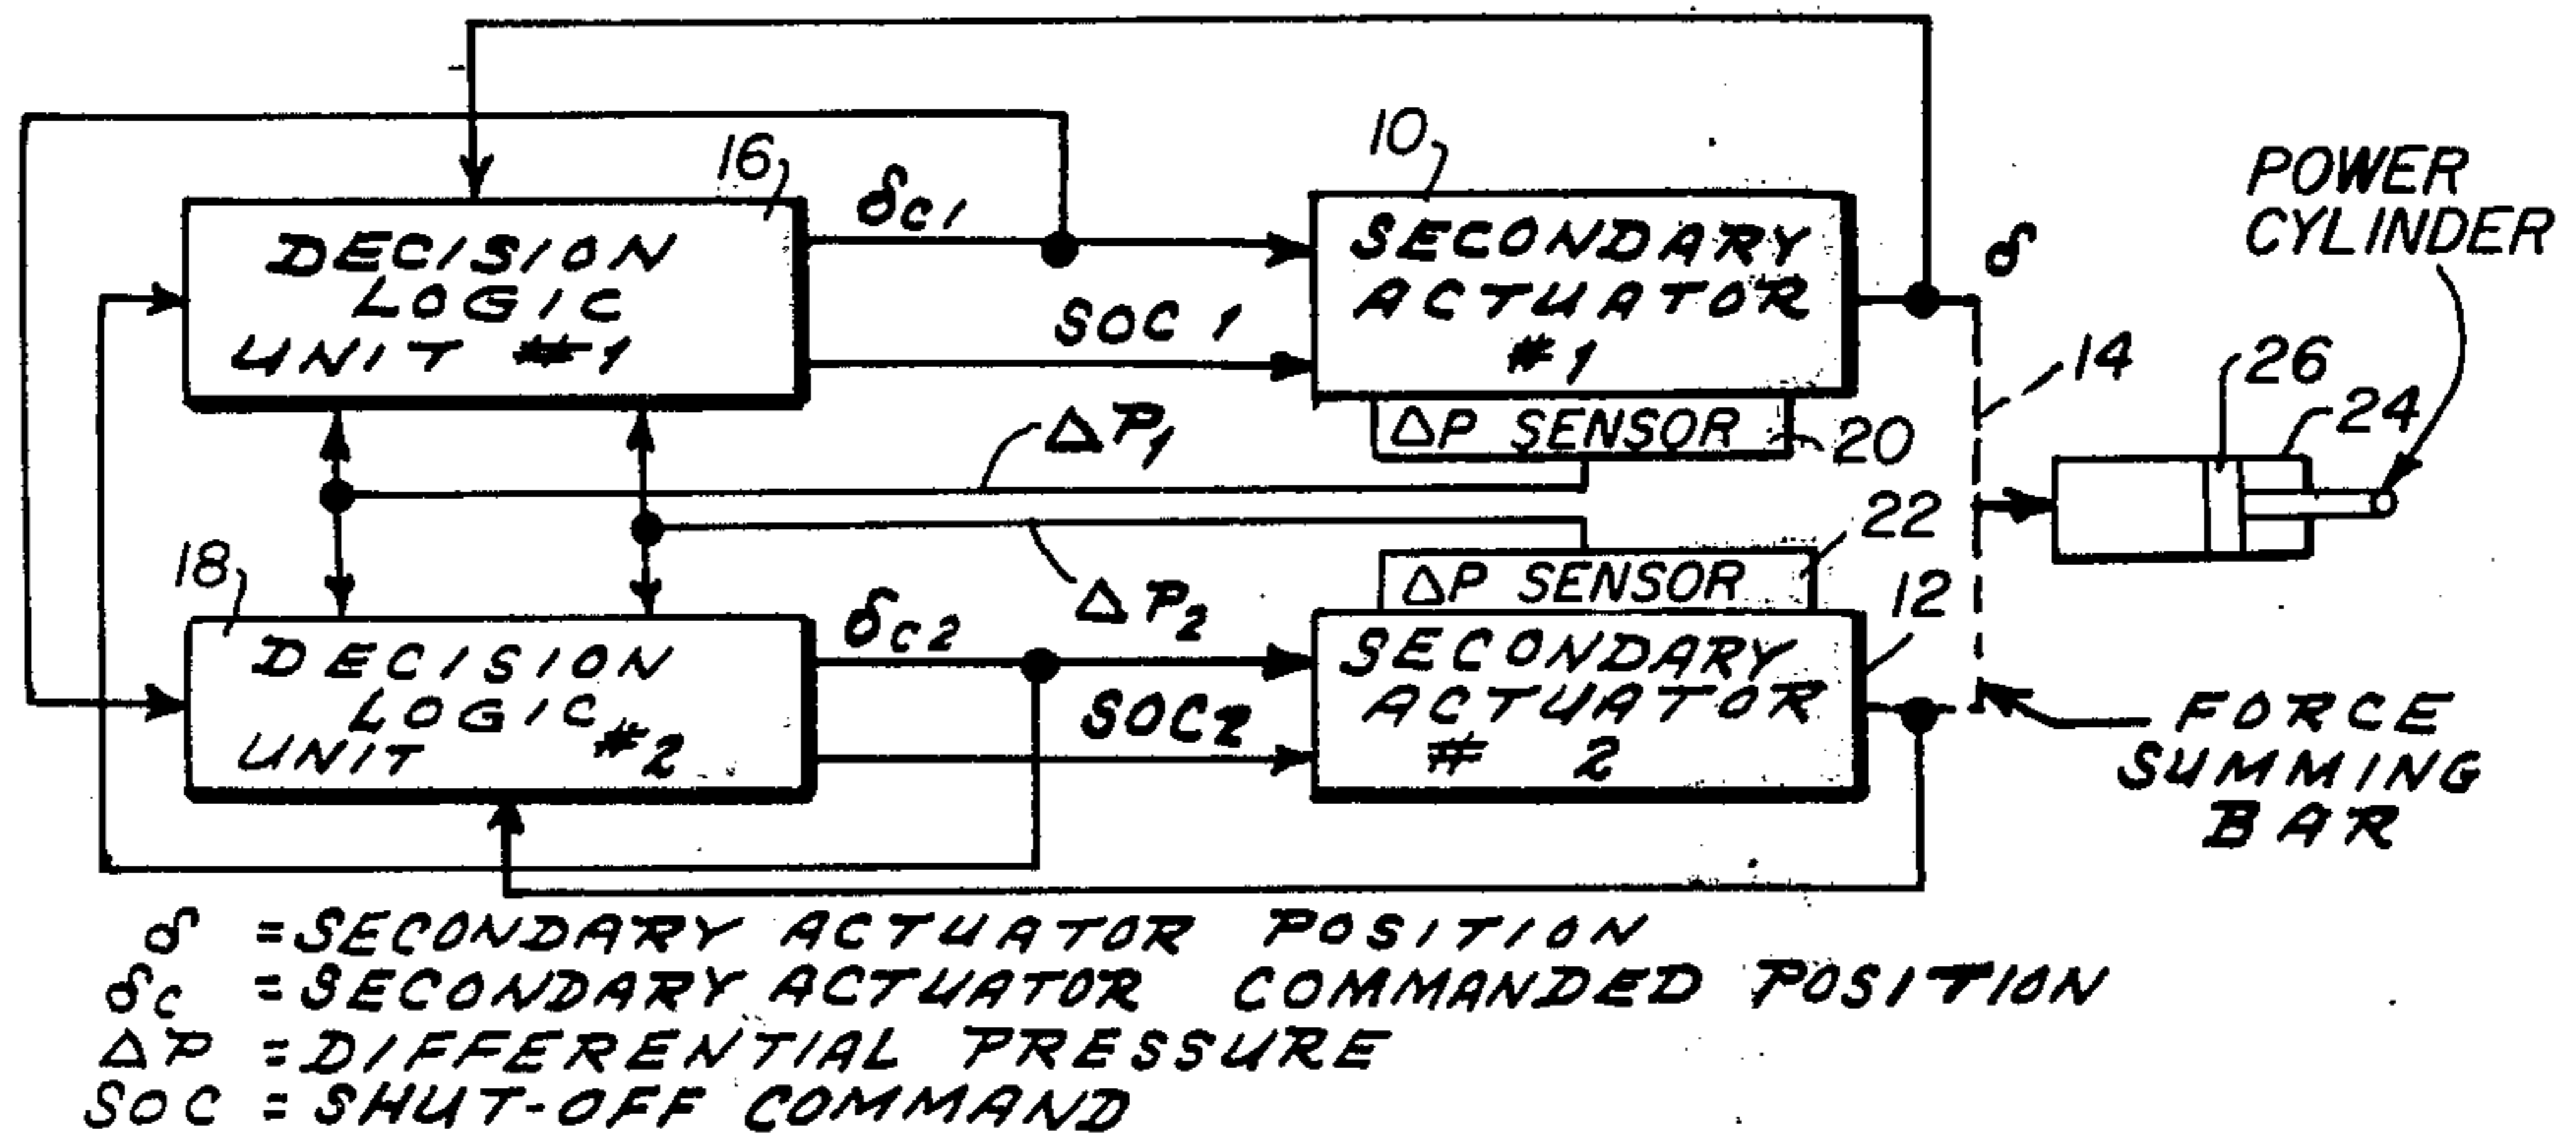 16
DECISION
LOGIC
UNIT #1
δc1
SOC 1
10
SECONDARY
ACTUATOR
#1
ΔP SENSOR
20
δ
POWER
CYLINDER
14
26
24
ΔP1
ΔP2
22
ΔP SENSOR
12
18
DECISION
LOGIC
UNIT #2
δc2
SOC2
SECONDARY
ACTUATOR
# 2
FORCE
SUMMING
BAR
δ = SECONDARY ACTUATOR POSITION
δc = SECONDARY ACTUATOR COMMANDED POSITION
ΔP = DIFFERENTIAL PRESSURE
SOC = SHUT-OFF COMMAND